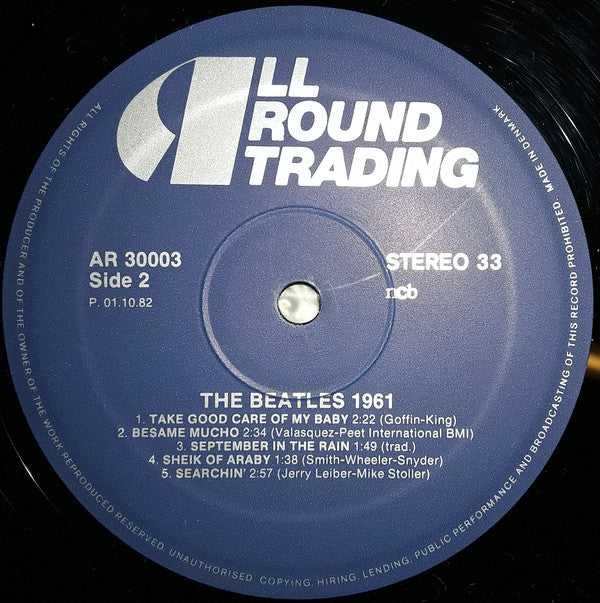 ALL
ROUND
TRADING
AR 30003
Side 2
P. 01.10.82
STEREO 33
ncb
THE BEATLES 1961
1. TAKE GOOD CARE OF MY BABY 2:22 (Goffin-King)
2. BESAME MUCHO 2:34 (Valasquez-Peet International BMI)
3. SEPTEMBER IN THE RAIN 1:49 (trad.)
4. SHEIK OF ARABY 1:38 (Smith-Wheeler-Snyder)
5. SEARCHIN' 2:57 (Jerry Leiber-Mike Stoller)
ALL RIGHTS OF THE PRODUCER AND OF THE OWNER OF THE WORK REPRODUCED RESERVED. UNAUTHORISED COPYING, HIRING, LENDING, PUBLIC PERFORMANCE AND BROADCASTING OF THIS RECORD PROHIBITED. MADE IN DENMARK